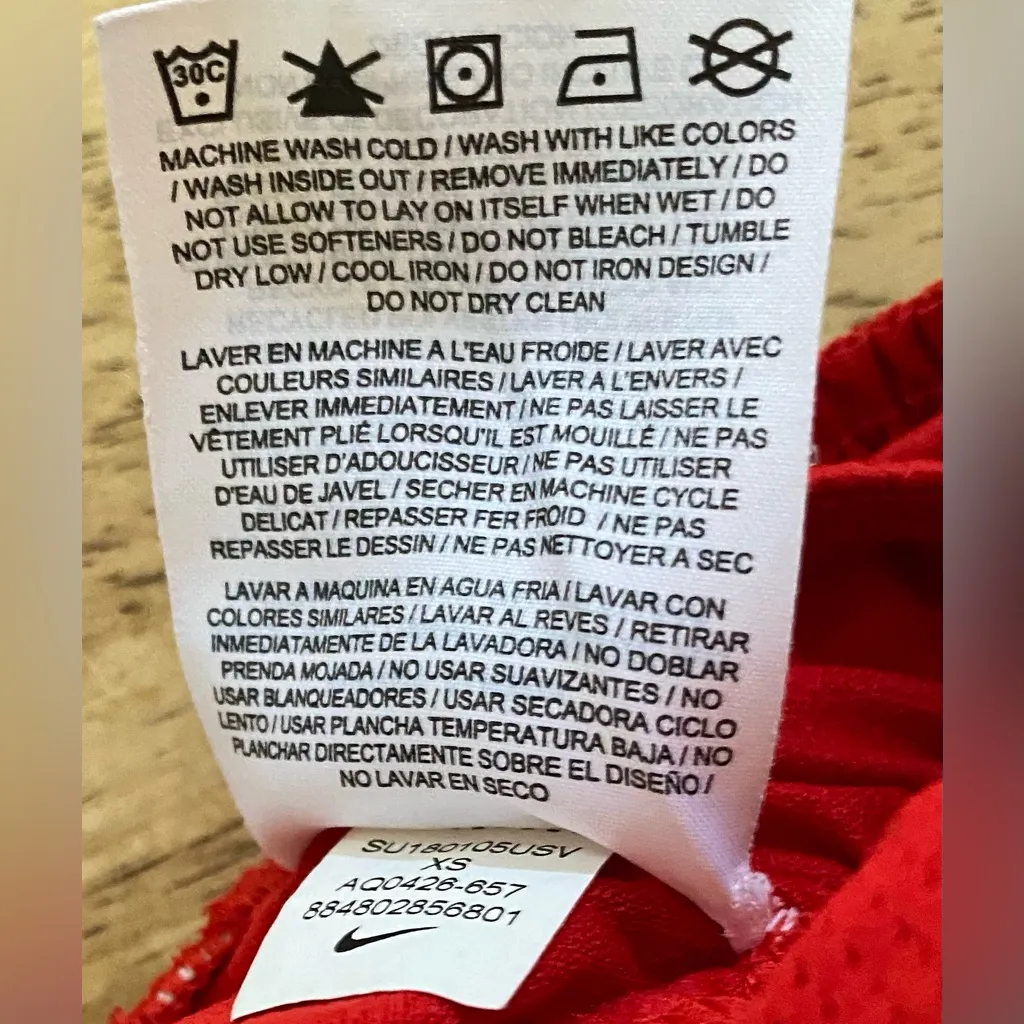 30C
MACHINE WASH COLD / WASH WITH LIKE COLORS
/ WASH INSIDE OUT / REMOVE IMMEDIATELY / DO
NOT ALLOW TO LAY ON ITSELF WHEN WET / DO
NOT USE SOFTENERS / DO NOT BLEACH / TUMBLE
DRY LOW / COOL IRON / DO NOT IRON DESIGN /
DO NOT DRY CLEAN
LAVER EN MACHINE A L'EAU FROIDE / LAVER AVEC
COULEURS SIMILAIRES / LAVER A L'ENVERS /
ENLEVER IMMEDIATEMENT / NE PAS LAISSER LE
VÊTEMENT PLIÉ LORSQU'IL EST MOUILLÉ / NE PAS
UTILISER D'ADOUCISSEUR / NE PAS UTILISER
D'EAU DE JAVEL / SECHER EN MACHINE CYCLE
DELICAT / REPASSER FER FROID / NE PAS
REPASSER LE DESSIN / NE PAS NETTOYER A SEC
LAVAR A MAQUINA EN AGUA FRIA / LAVAR CON
COLORES SIMILARES / LAVAR AL REVES / RETIRAR
INMEDIATAMENTE DE LA LAVADORA / NO DOBLAR
PRENDA MOJADA / NO USAR SUAVIZANTES / NO
USAR BLANQUEADORES / USAR SECADORA CICLO
LENTO / USAR PLANCHA TEMPERATURA BAJA / NO
PLANCHAR DIRECTAMENTE SOBRE EL DISEÑO /
NO LAVAR EN SECO
SU180105USV
XS
AQ0426-657
884802856801